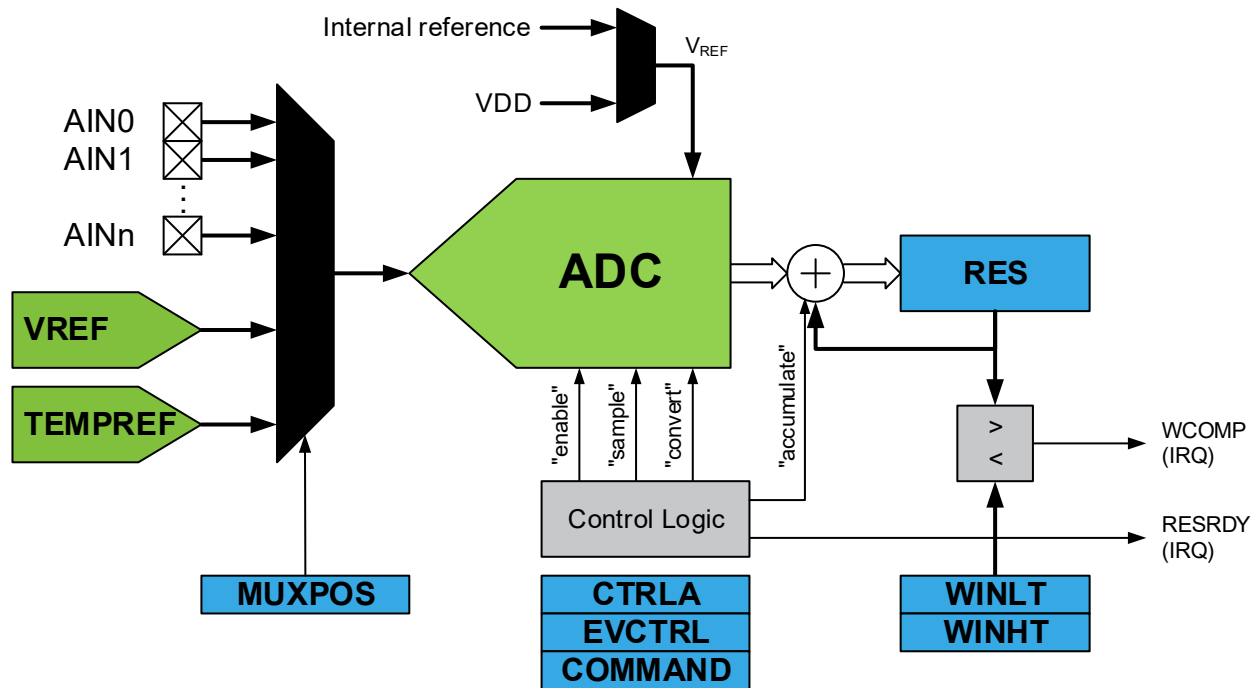 Internal reference
VREF
VDD
AIN0
AIN1
AINn
ADC
RES
VREF
TEMPREF
"enable"
"sample"
"convert"
"accumulate"
>
<
WCOMP
(IRQ)
Control Logic
RESRDY
(IRQ)
MUXPOS
CTRLA
EVCTRL
COMMAND
WINLT
WINHT